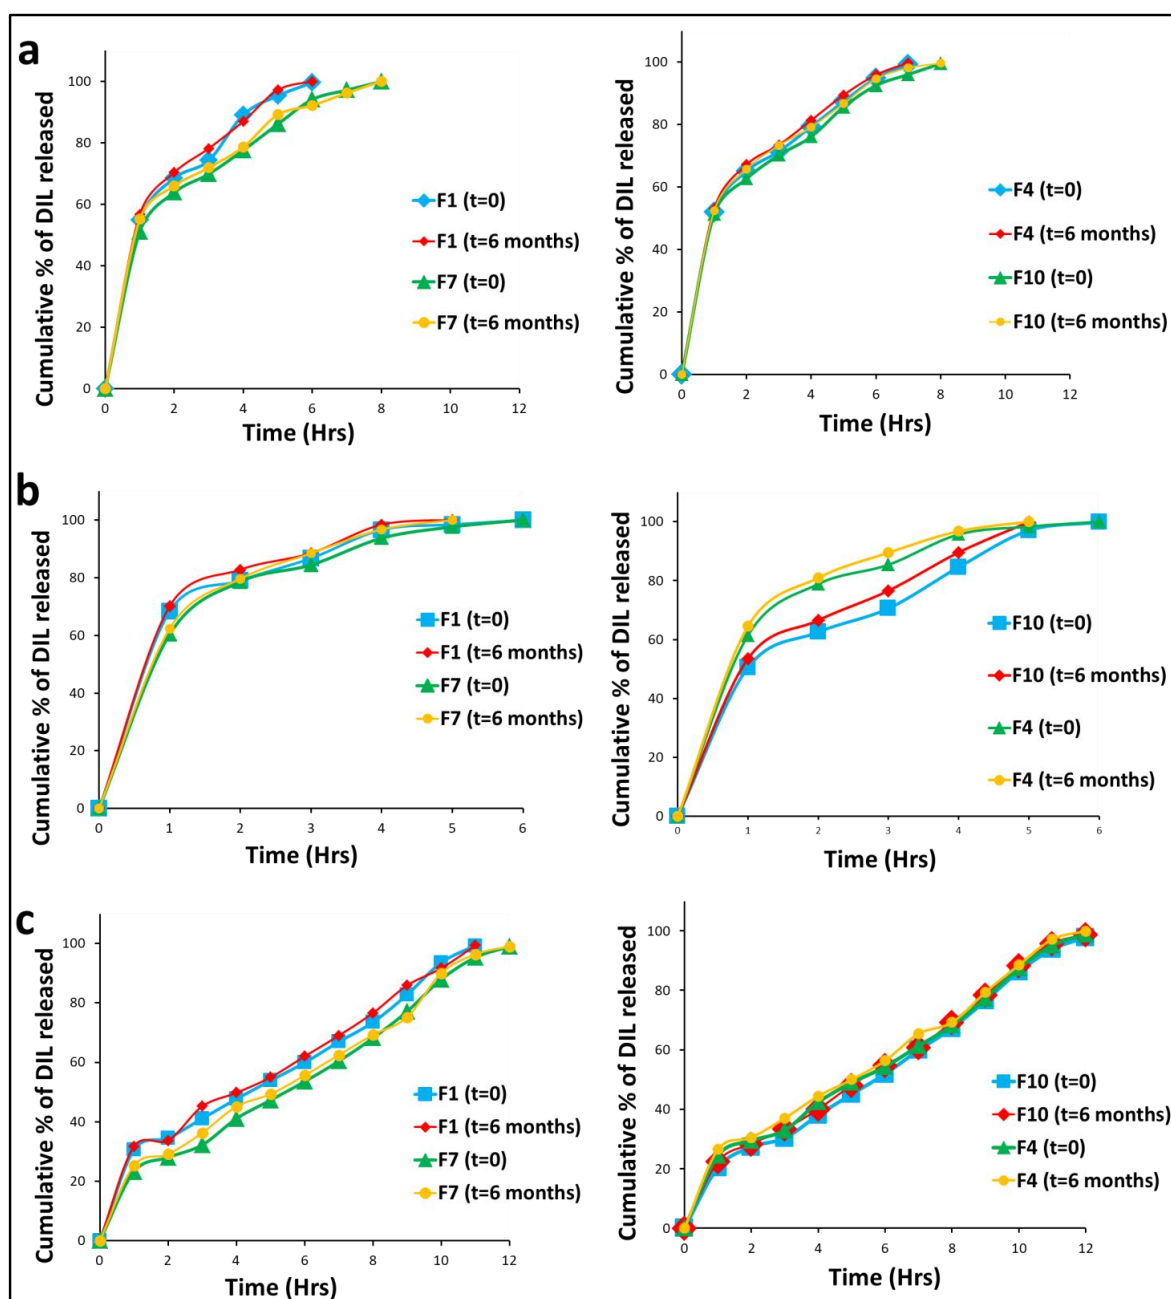 a
Cumulative % of DIL released
100
80
60
40
20
0
0 2 4 6 8 10 12
Time (Hrs)
F1 (t=0)
F1 (t=6 months)
F7 (t=0)
F7 (t=6 months)
Cumulative % of DIL released
100
80
60
40
20
0
0 2 4 6 8 10 12
Time (Hrs)
F4 (t=0)
F4 (t=6 months)
F10 (t=0)
F10 (t=6 months)
b
Cumulative % of DIL released
100
80
60
40
20
0
0 1 2 3 4 5 6
Time (Hrs)
F1 (t=0)
F1 (t=6 months)
F7 (t=0)
F7 (t=6 months)
Cumulative % of DIL released
100
80
60
40
20
0
0 1 2 3 4 5 6
Time (Hrs)
F10 (t=0)
F10 (t=6 months)
F4 (t=0)
F4 (t=6 months)
c
Cumulative % of DIL released
100
80
60
40
20
0
0 2 4 6 8 10 12
Time (Hrs)
F1 (t=0)
F1 (t=6 months)
F7 (t=0)
F7 (t=6 months)
Cumulative % of DIL released
100
80
60
40
20
0
0 2 4 6 8 10 12
Time (Hrs)
F10 (t=0)
F10 (t=6 months)
F4 (t=0)
F4 (t=6 months)